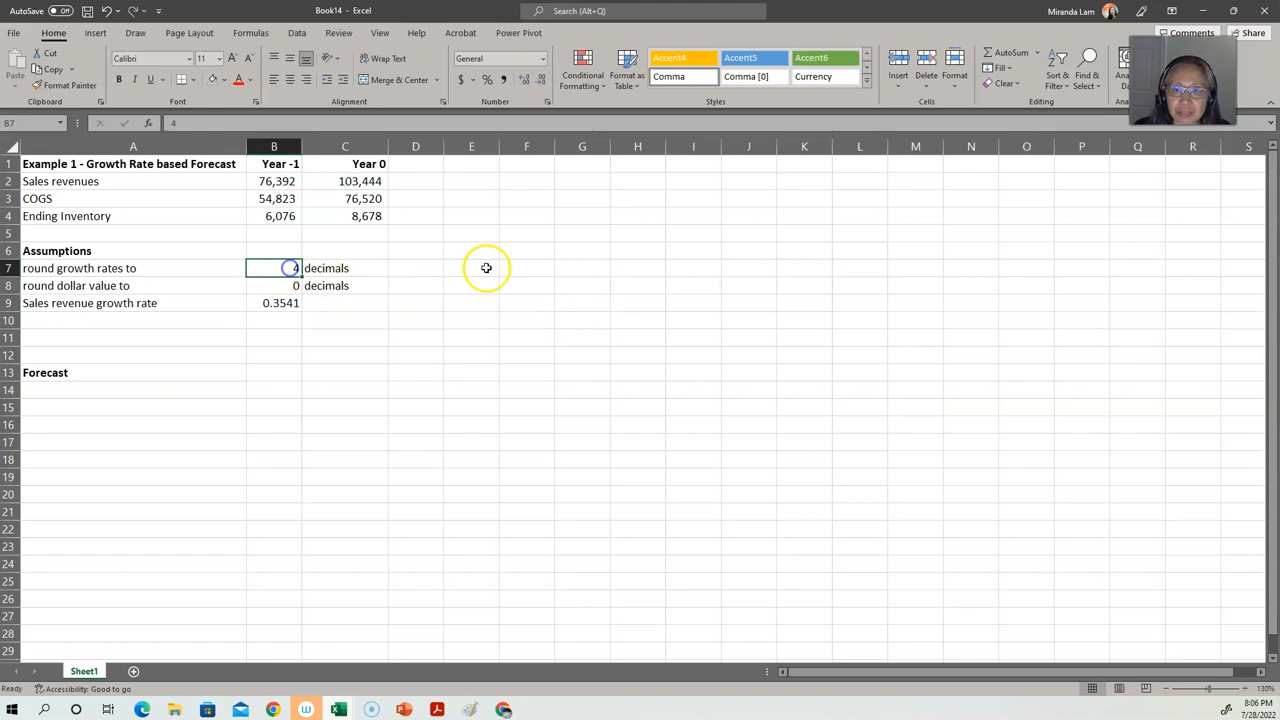 AutoSave Off Book14 - Excel Search (Alt+Q) Miranda Lam
File Home Insert Draw Page Layout Formulas Data Review View Help Acrobat Power Pivot Comments Share
Paste Cut Copy Format Painter Clipboard
Calibri 11 B I U Font
Wrap Text Merge & Center Alignment
General $ % Number
Conditional Formatting Format as Table
Accent4 Accent5 Accent6
Comma Comma [0] Currency Styles
Insert Delete Format Cells
AutoSum Fill Clear Sort & Filter Find & Select Editing
B7 fx 4
A B C D E F G H I J K L M N O P Q R S
1 Example 1 - Growth Rate based Forecast Year -1 Year 0
2 Sales revenues 76,392 103,444
3 COGS 54,823 76,520
4 Ending Inventory 6,076 8,678
5
6 Assumptions
7 round growth rates to 4 decimals
8 round dollar value to 0 decimals
9 Sales revenue growth rate 0.3541
10
11
12
13 Forecast
14
15
16
17
18
19
20
21
22
23
24
25
26
27
28
29
Sheet1
Ready Accessibility: Good to go 130%
8:06 PM
7/28/2022